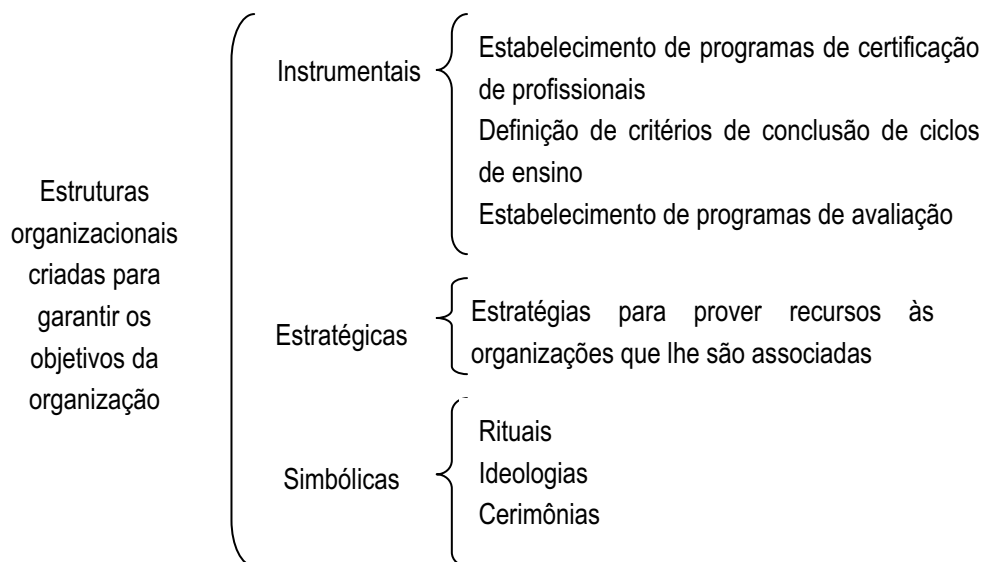 Estruturas
organizacionais
criadas para
garantir os
objetivos da
organização
Instrumentais
Estabelecimento de programas de certificação
de profissionais
Definição de critérios de conclusão de ciclos
de ensino
Estabelecimento de programas de avaliação
Estratégicas
Estratégias para prover recursos às
organizações que lhe são associadas
Simbólicas
Rituais
Ideologias
Cerimônias